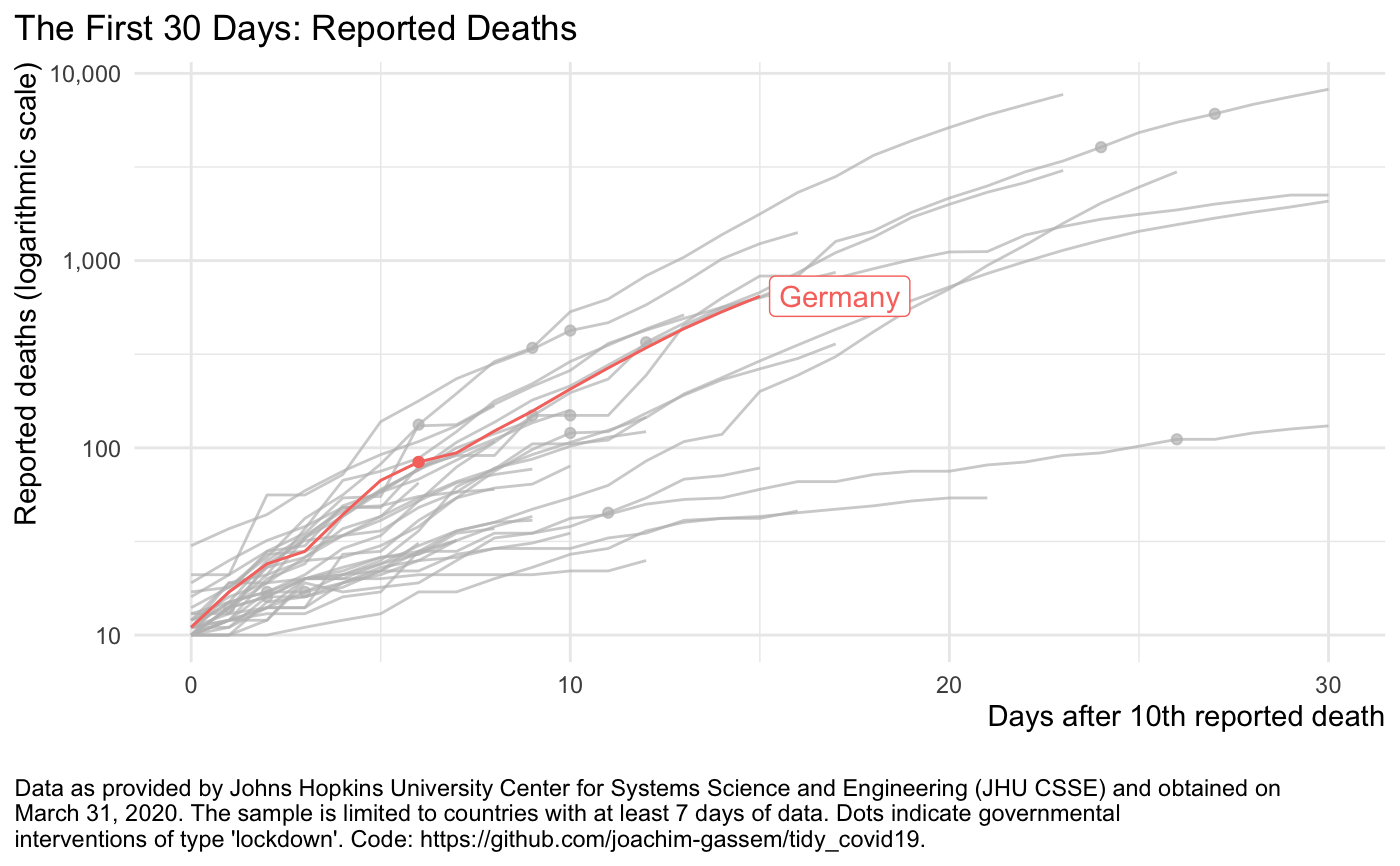 The First 30 Days: Reported Deaths
Reported deaths (logarithmic scale)
10,000
1,000
100
10
Germany
0 10 20 30
Days after 10th reported death
Data as provided by Johns Hopkins University Center for Systems Science and Engineering (JHU CSSE) and obtained on
March 31, 2020. The sample is limited to countries with at least 7 days of data. Dots indicate governmental
interventions of type 'lockdown'. Code: https://github.com/joachim-gassem/tidy_covid19.